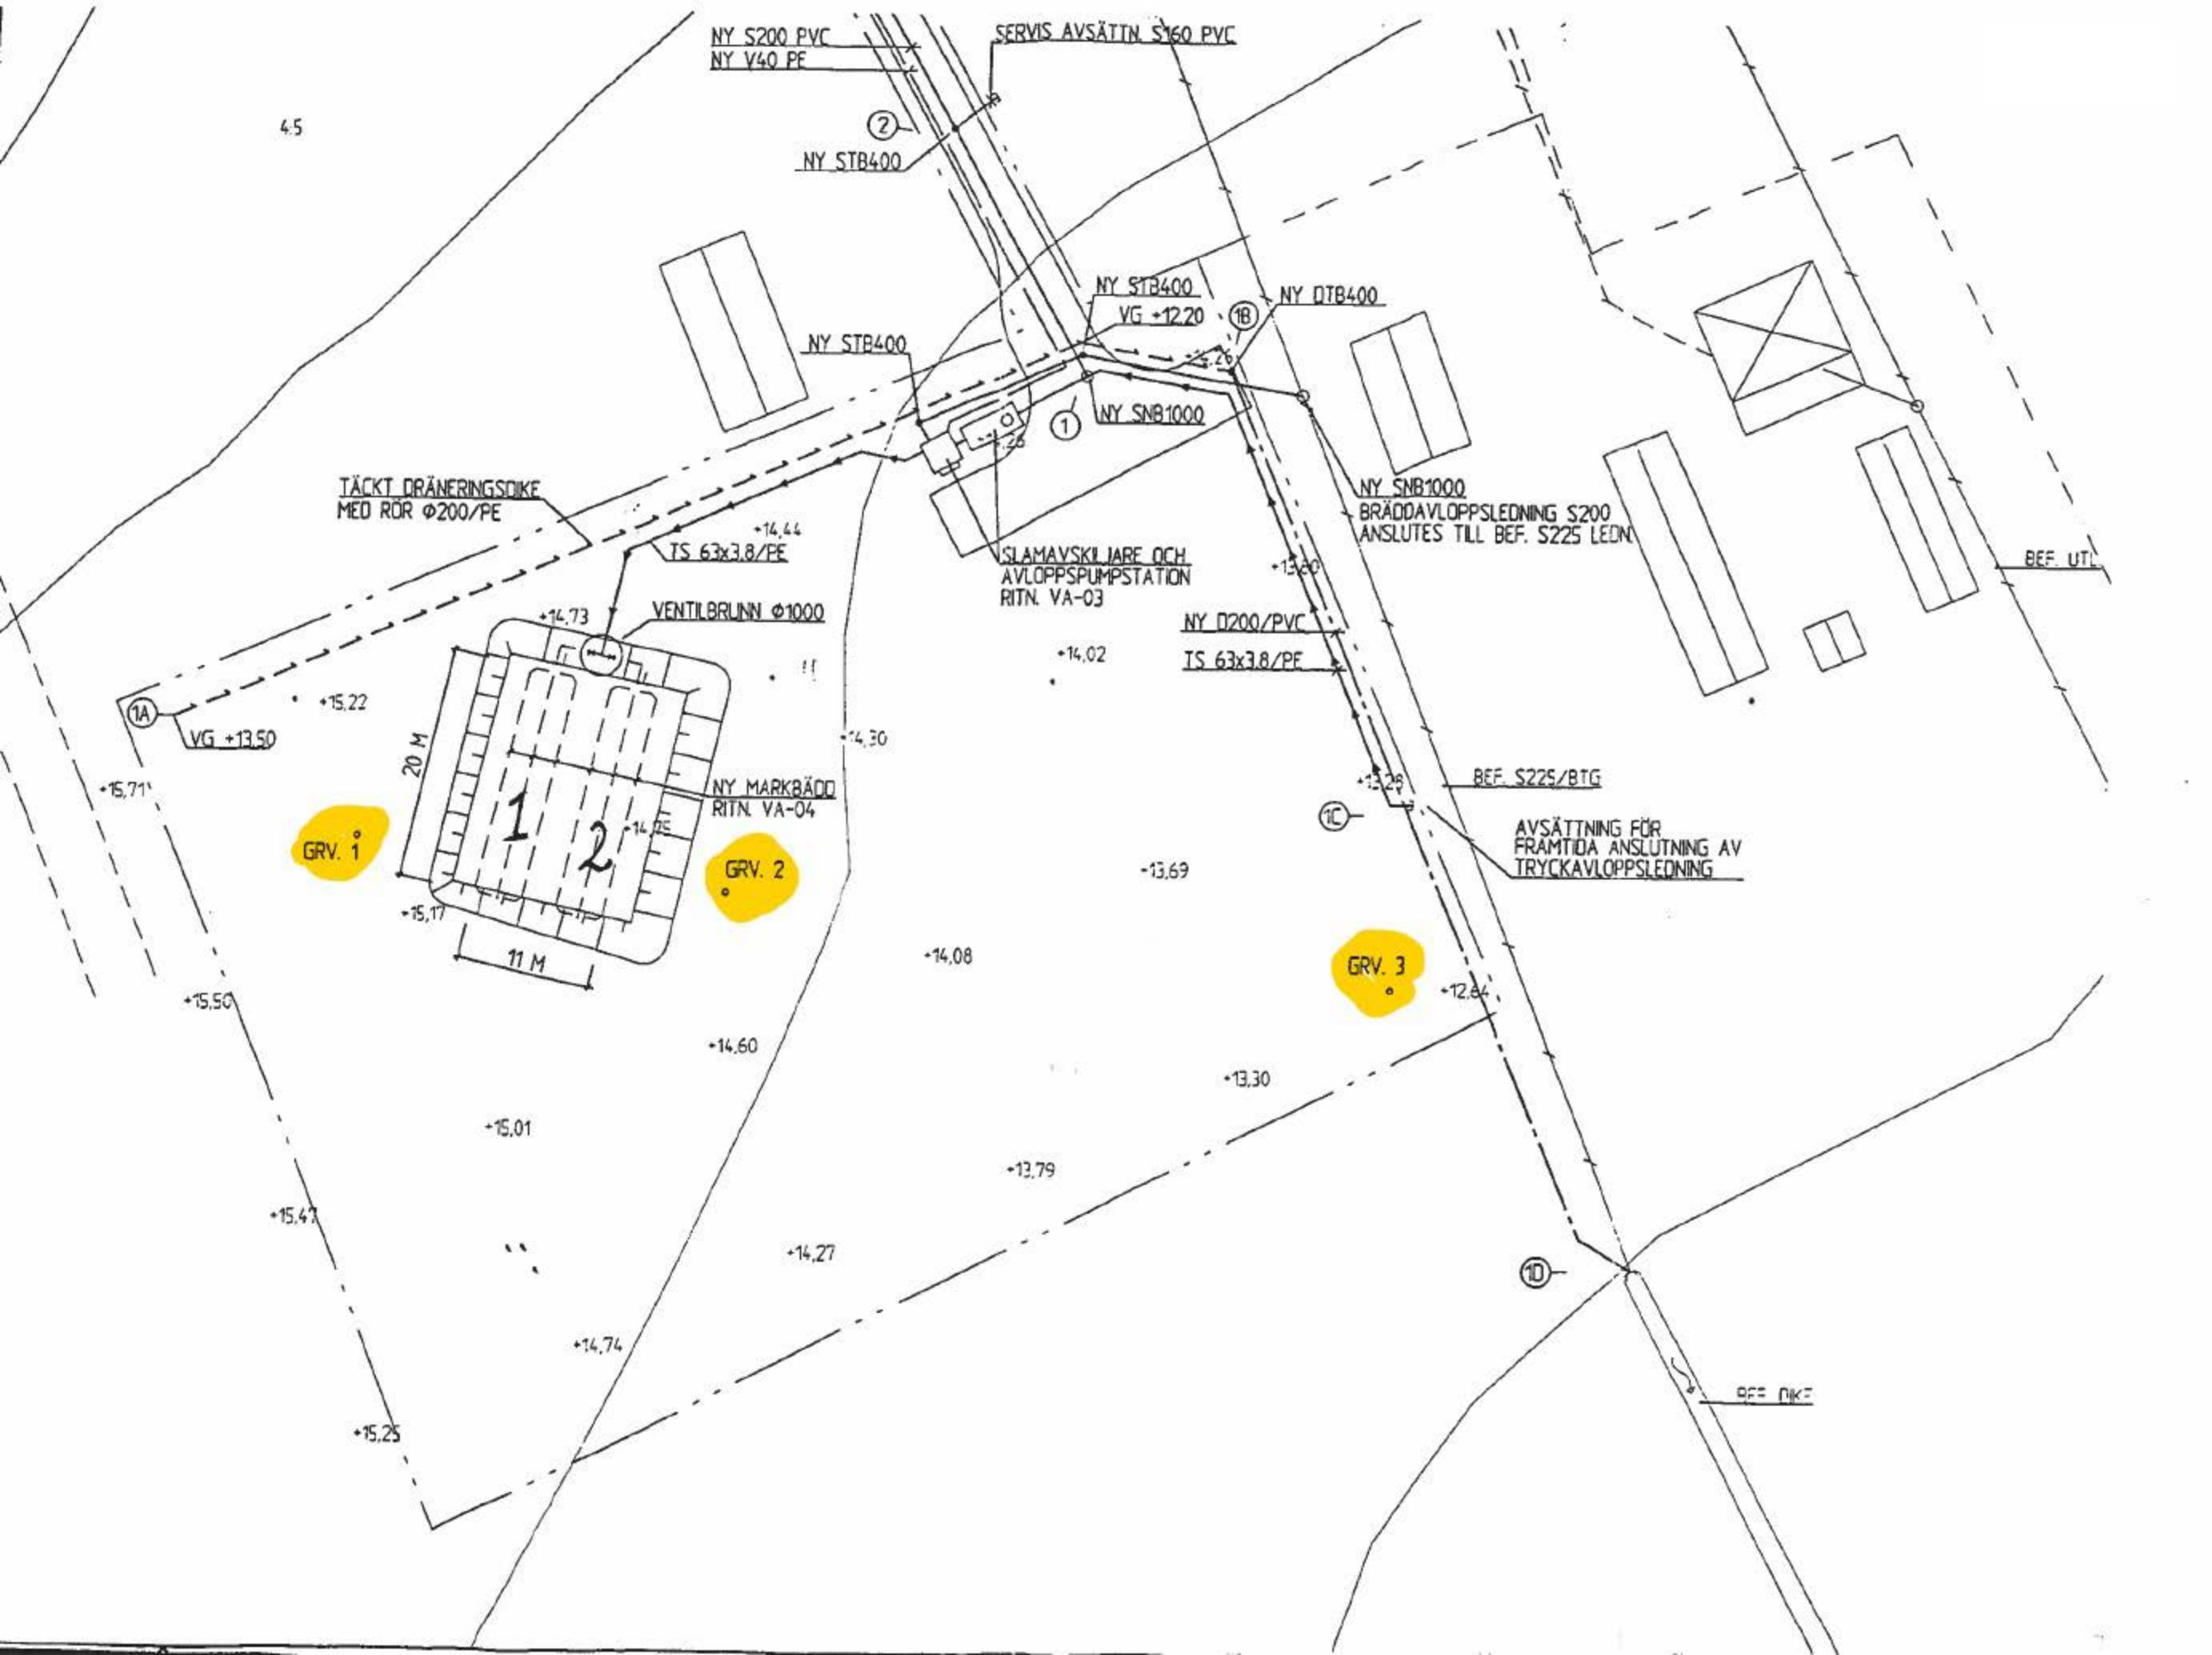 NY S200 PVC
NY V40 PE
SERVIS AVSÄTTN. S160 PVC
4:5
2
NY STB400
NY STB400
VG +12,20
1B
NY DTB400
NY STB400
1
NY SNB1000
TÄCKT DRÄNERINGSDIKE
MED RÖR Ø200/PE
+14,44
TS 63x3.8/PE
SLAMAVSKILJARE OCH
AVLOPPSPUMPSTATION
RITN. VA-03
NY SNB1000
BRÄDDAVLOPPSLEDNING S200
ANSLUTES TILL BEF. S225 LEDN.
BEF. UTL.
+14,73
VENTILBRUNN Ø1000
NY D200/PVC
TS 63x3.8/PE
+14,02
+15,22
1A
VG +13,50
20 M
+14,30
NY MARKBÄDD
RITN. VA-04
+15,71
1
2
GRV. 1
GRV. 2
+13,28
BEF. S225/BTG
1C
AVSÄTTNING FÖR
FRAMTIDA ANSLUTNING AV
TRYCKAVLOPPSLEDNING
+15,17
11 M
-13,69
+14,08
GRV. 3
+12,64
+15,50
+14,60
+13,30
+15,01
+13,79
+15,47
+14,27
1D
+14,74
+15,25
BEF. DIKE